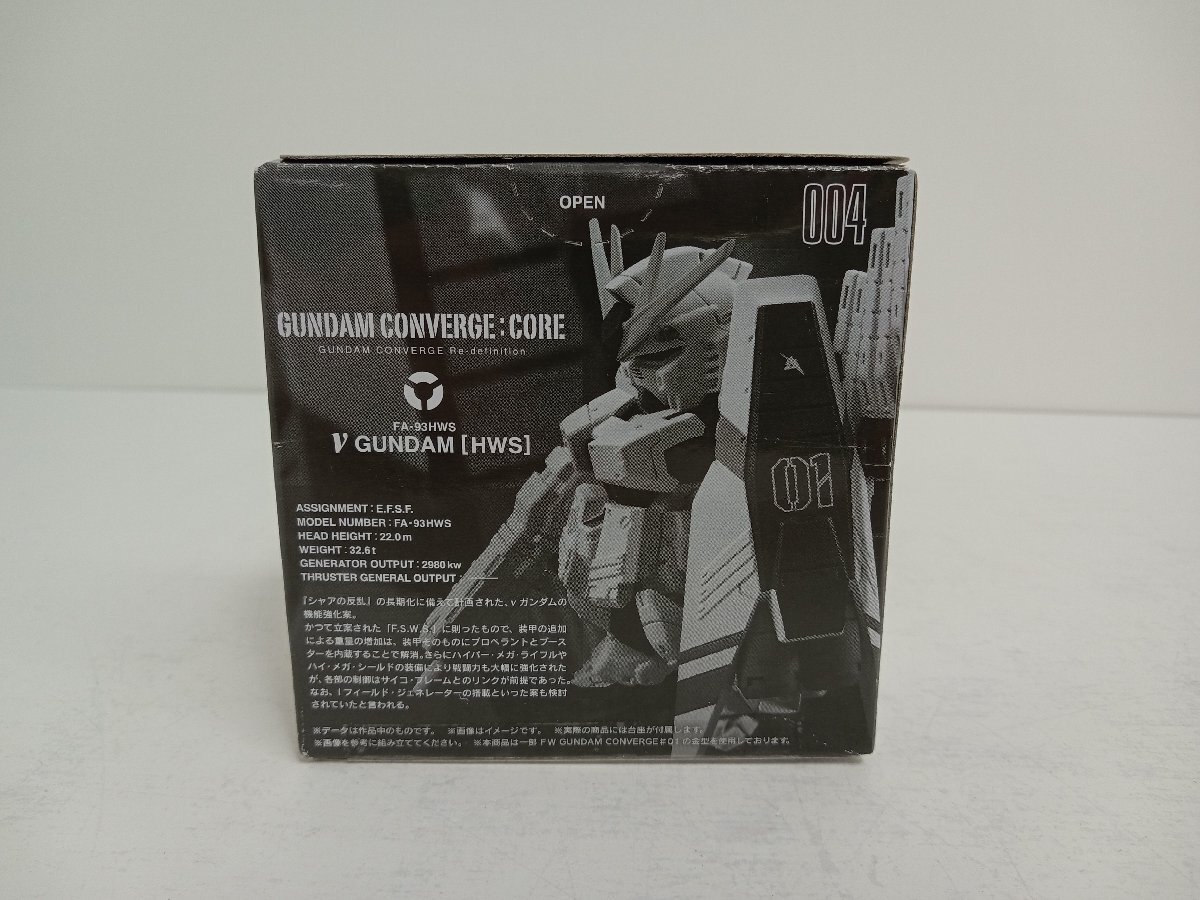 OPEN
004
GUNDAM CONVERGE:CORE
GUNDAM CONVERGE Re-definition
FA-93HWS
ν GUNDAM [HWS]
01
ASSIGNMENT : E.F.S.F.
MODEL NUMBER : FA-93HWS
HEAD HEIGHT : 22.0m
WEIGHT : 32.6t
GENERATOR OUTPUT : 2980kw
THRUSTER GENERAL OUTPUT : ——
『シャアの反乱』の長期化に備えて計画された、ν ガンダムの
機能強化案。
かつて立案された「F.S.W.S.」に則ったもので、装甲の追加
による重量の増加は、装甲そのものにプロペラントとブース
ターを内蔵することで解消。さらにハイパー・メガ・ライフルや
ハイ・メガ・シールドの装備により戦闘力も大幅に強化された
が、各部の制御はサイコ・フレームとのリンクが前提であった。
なお、I フィールド・ジェネレーターの搭載といった案も検討
されていたと言われる。
※データは作品中のものです。 ※画像はイメージです。 ※実際の商品には台座が付属します。
※画像を参考に組み立ててください。 ※本商品は一部 FW GUNDAM CONVERGE#01 の金型を使用しております。